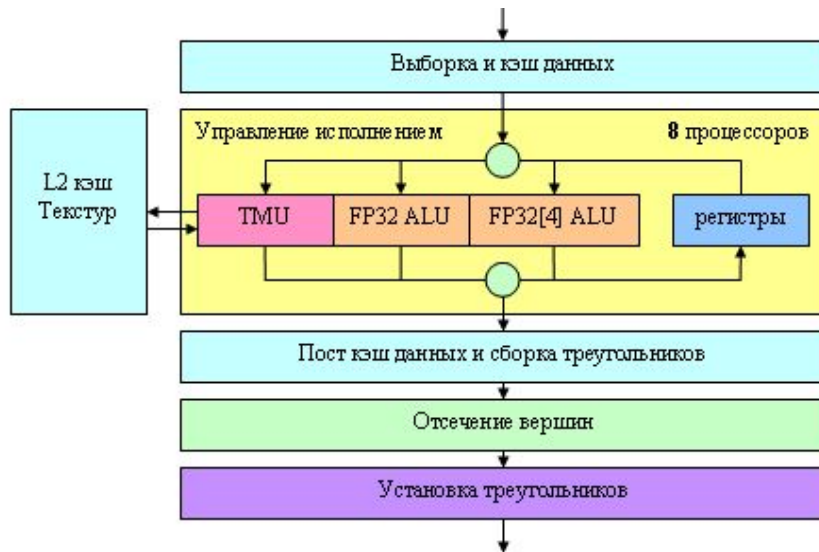 Выборка и кэш данных
Управление исполнением
8 процессоров
L2 кэш
Текстур
TMU
FP32 ALU
FP32[4] ALU
регистры
Пост кэш данных и сборка треугольников
Отсечение вершин
Установка треугольников